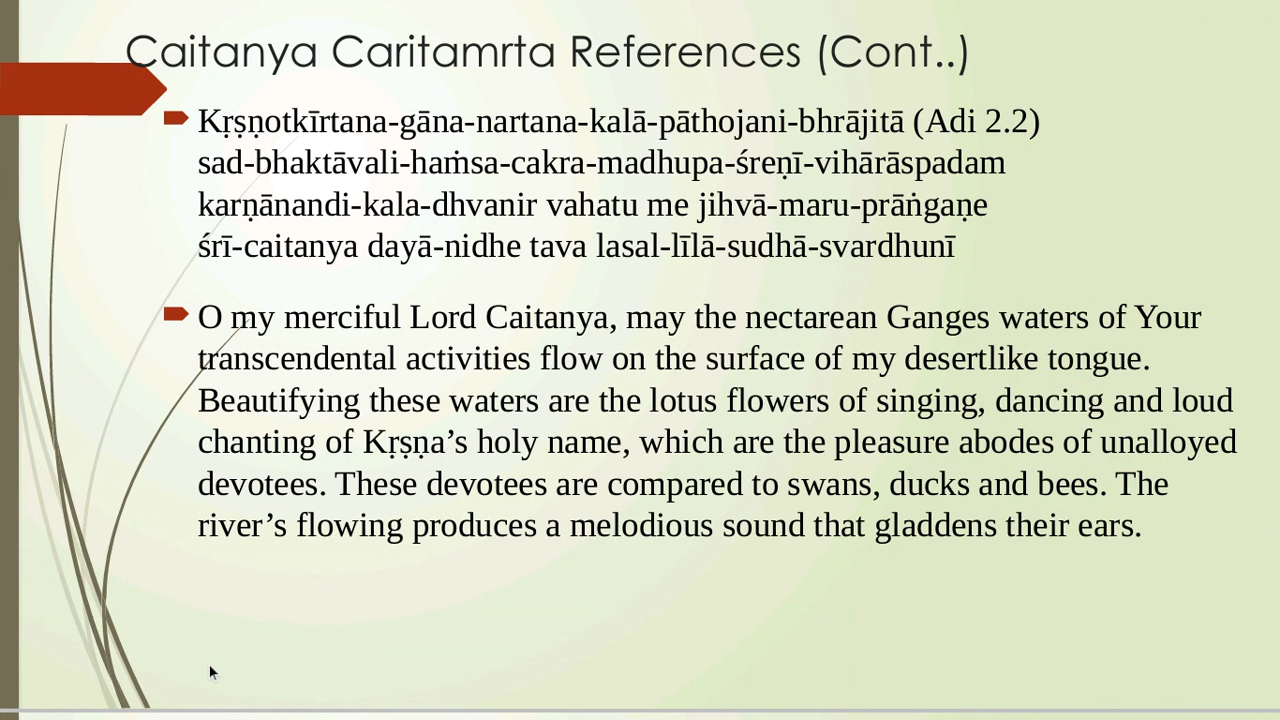 Caitanya Caritamrta References (Cont..)
Kṛṣṇotkīrtana-gāna-nartana-kalā-pāthojani-bhrājitā (Adi 2.2)
sad-bhaktāvali-haṁsa-cakra-madhupa-śreṇī-vihārāspadam
karṇānandi-kala-dhvanir vahatu me jihvā-maru-prāṅgaṇe
śrī-caitanya dayā-nidhe tava lasal-līlā-sudhā-svardhunī
O my merciful Lord Caitanya, may the nectarean Ganges waters of Your
transcendental activities flow on the surface of my desertlike tongue.
Beautifying these waters are the lotus flowers of singing, dancing and loud
chanting of Kṛṣṇa’s holy name, which are the pleasure abodes of unalloyed
devotees. These devotees are compared to swans, ducks and bees. The
river’s flowing produces a melodious sound that gladdens their ears.